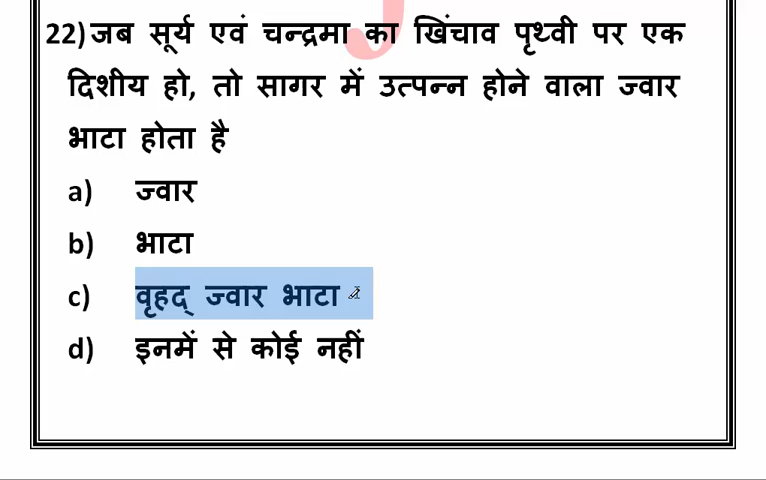 22) जब सूर्य एवं चन्द्रमा का खिंचाव पृथ्वी पर एक
दिशीय हो, तो सागर में उत्पन्न होने वाला ज्वार
भाटा होता है
a) ज्वार
b) भाटा
c) वृहद् ज्वार भाटा
d) इनमें से कोई नहीं